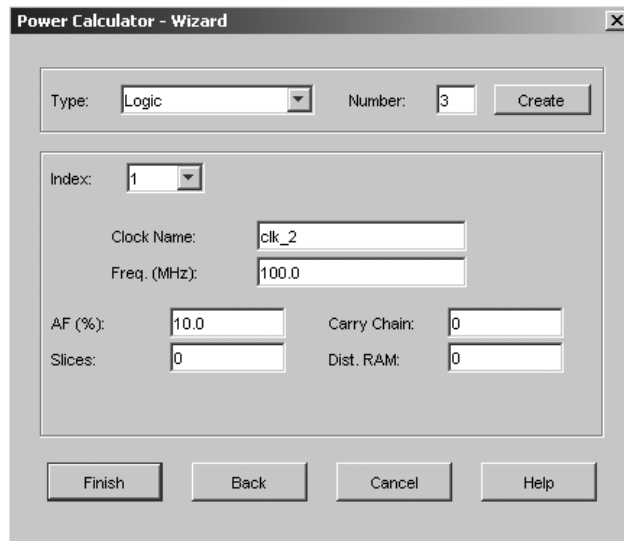 Power Calculator - Wizard
Type: Logic Number: 3 Create
Index: 1
Clock Name: clk_2
Freq. (MHz): 100.0
AF (%): 10.0 Carry Chain: 0
Slices: 0 Dist. RAM: 0
Finish Back Cancel Help